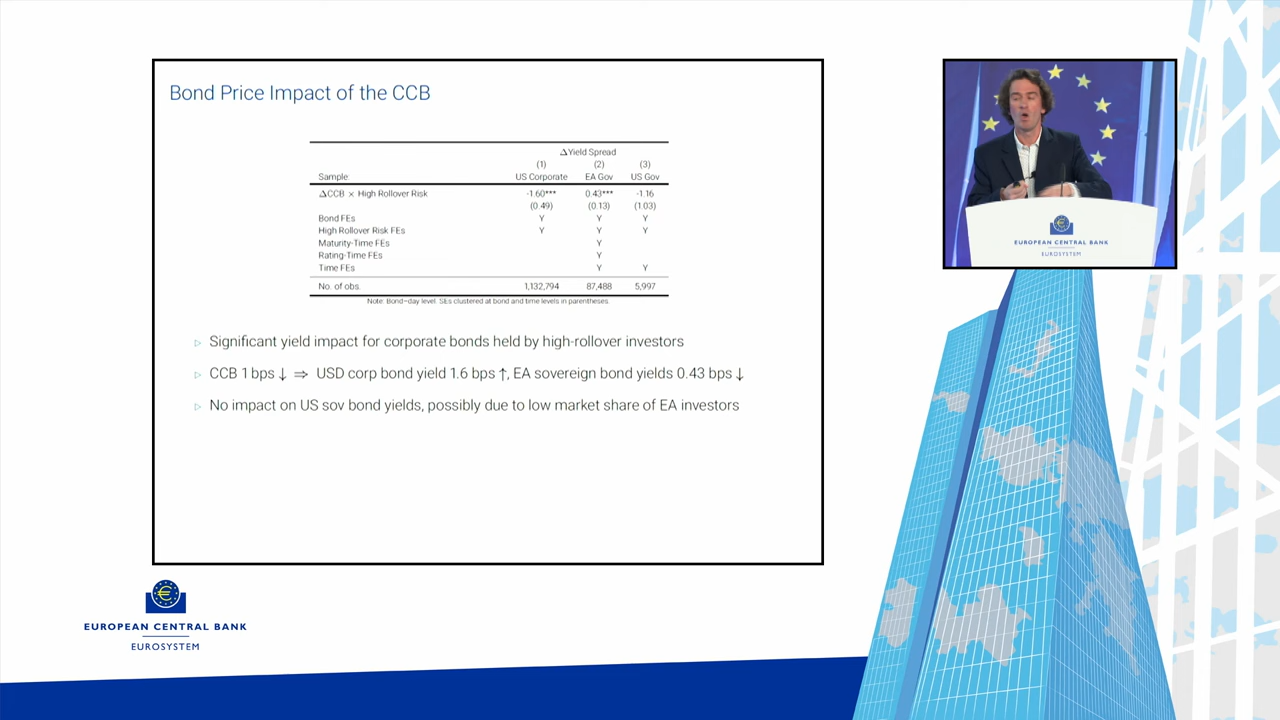 Bond Price Impact of the CCB
ΔYield Spread
(1) (2) (3)
Sample US Corporate EA Gov US Gov
ΔCCB × High Rollover Risk -1.60*** 0.43*** -1.16
(0.49) (0.13) (1.03)
Bond FEs Y Y Y
High Rollover Risk FEs Y Y Y
Maturity-Time FEs Y
Rating-Time FEs Y
Time FEs Y Y
No. of obs. 1,132,794 87,488 5,997
Note: Bond-day level. SEs clustered at bond and time levels in parentheses.
▷ Significant yield impact for corporate bonds held by high-rollover investors
▷ CCB 1 bps ↓ ⇒ USD corp bond yield 1.6 bps ↑, EA sovereign bond yields 0.43 bps ↓
▷ No impact on US sov bond yields, possibly due to low market share of EA investors
EUROPEAN CENTRAL BANK
EUROSYSTEM
EUROPEAN CENTRAL BANK
EUROSYSTEM